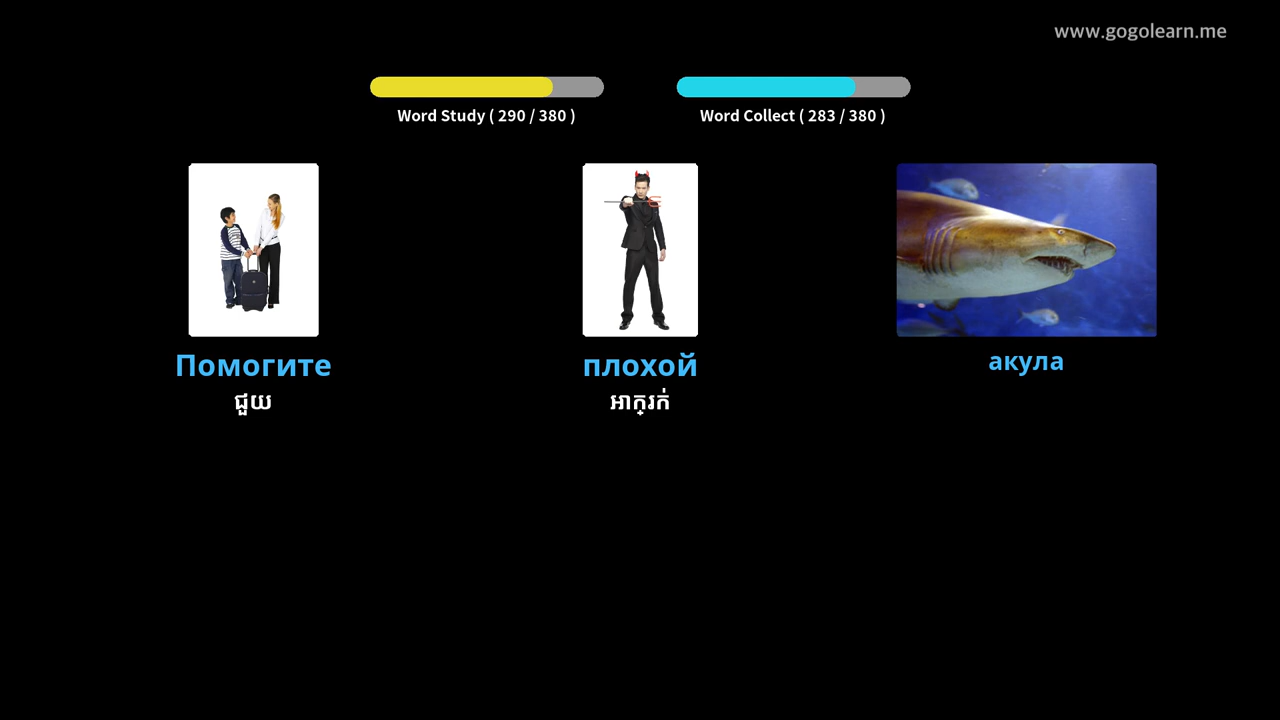 www.gogolearn.me
Word Study ( 290 / 380 )
Word Collect ( 283 / 380 )
Помогите
ជួយ
плохой
អាក្រក់
акула